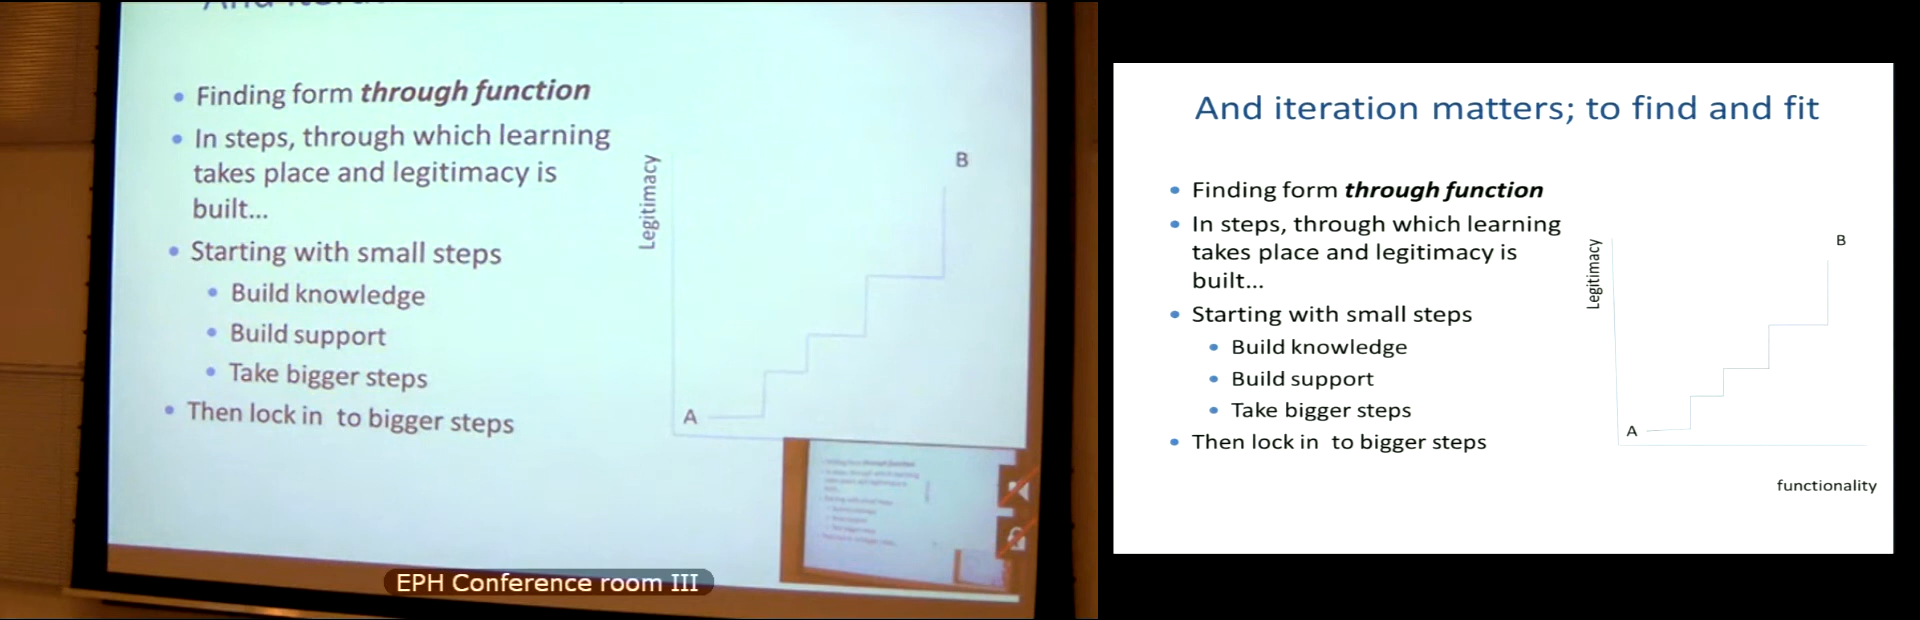 And itera
• Finding form through function
• In steps, through which learning
takes place and legitimacy is
built...
• Starting with small steps
• Build knowledge
• Build support
• Take bigger steps
• Then lock in  to bigger steps
Legitimacy
B
A
EPH Conference room III
And iteration matters; to find and fit
• Finding form through function
• In steps, through which learning
takes place and legitimacy is
built...
• Starting with small steps
• Build knowledge
• Build support
• Take bigger steps
• Then lock in  to bigger steps
Legitimacy
B
A
functionality